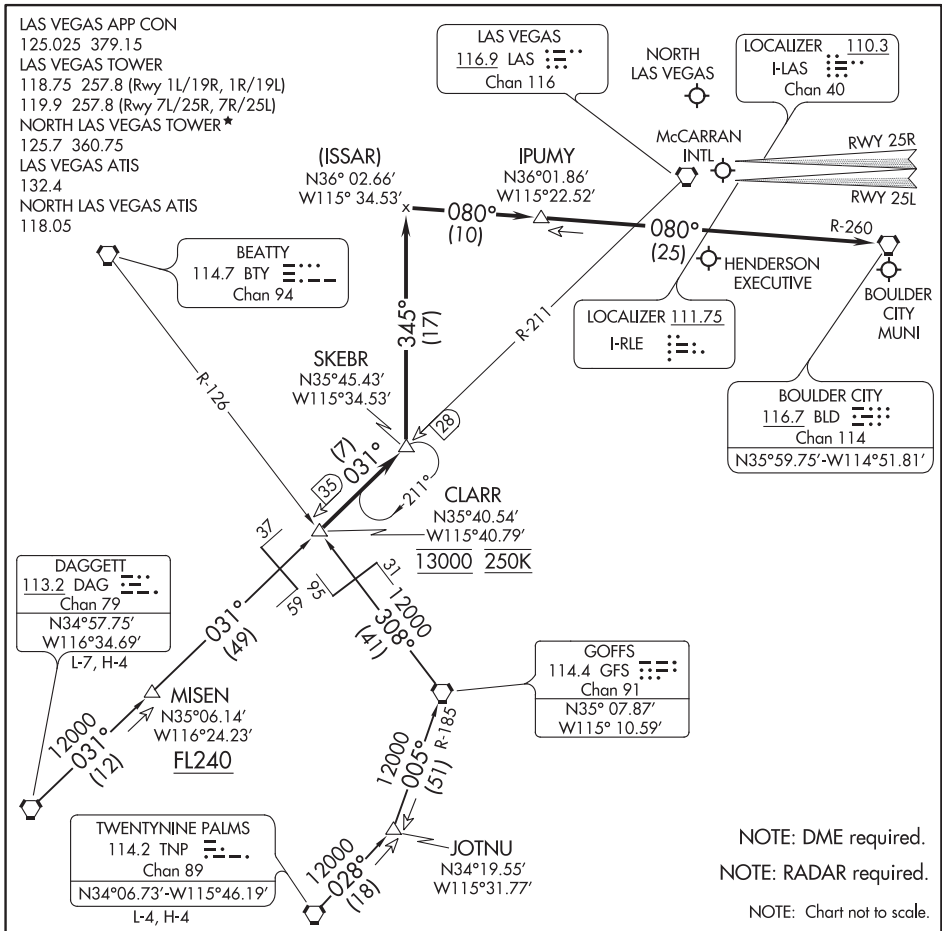 LAS VEGAS APP CON
125.025 379.15
LAS VEGAS TOWER
118.75 257.8 (Rwy 1L/19R, 1R/19L)
119.9 257.8 (Rwy 7L/25R, 7R/25L)
NORTH LAS VEGAS TOWER★
125.7 360.75
LAS VEGAS ATIS
132.4
NORTH LAS VEGAS ATIS
118.05
LAS VEGAS
116.9 LAS
Chan 116
NORTH
LAS VEGAS
LOCALIZER 110.3
I-LAS
Chan 40
McCARRAN
INTL
RWY 25R
RWY 25L
(ISSAR)
N36° 02.66'
W115° 34.53'
IPUMY
N36°01.86'
W115°22.52'
080°
(10)
080°
(25)
R-260
HENDERSON
EXECUTIVE
BOULDER
CITY
MUNI
BEATTY
114.7 BTY
Chan 94
R-126
345°
(17)
R-211
LOCALIZER 111.75
I-RLE
SKEBR
N35°45.43'
W115°34.53'
BOULDER CITY
116.7 BLD
Chan 114
N35°59.75'-W114°51.81'
28
(7)
031°
35
211°
CLARR
N35°40.54'
W115°40.79'
13000 250K
37
59
95
31
DAGGETT
113.2 DAG
Chan 79
N34°57.75'
W116°34.69'
L-7, H-4
031°
(49)
12000
308°
(41)
GOFFS
114.4 GFS
Chan 91
N35° 07.87'
W115° 10.59'
MISEN
N35°06.14'
W116°24.23'
FL240
12000
031°
(12)
12000
005°
(51)
R-185
TWENTYNINE PALMS
114.2 TNP
Chan 89
N34°06.73'-W115°46.19'
L-4, H-4
12000
028°
(18)
JOTNU
N34°19.55'
W115°31.77'
NOTE: DME required.
NOTE: RADAR required.
NOTE: Chart not to scale.